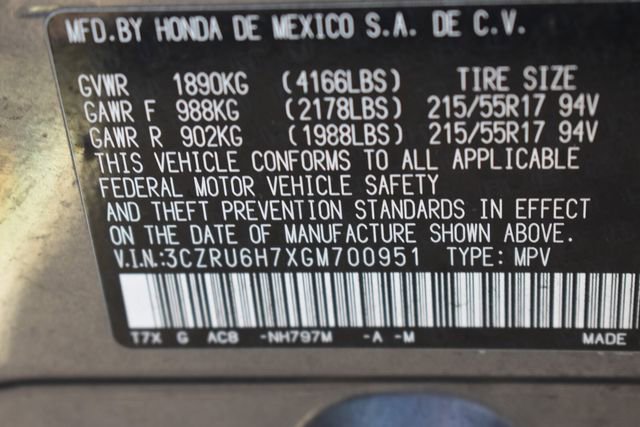 MFD.BY HONDA DE MEXICO S.A. DE C.V.
GVWR 1890KG (4166LBS) TIRE SIZE
GAWR F 988KG (2178LBS) 215/55R17 94V
GAWR R 902KG (1988LBS) 215/55R17 94V
THIS VEHICLE CONFORMS TO ALL APPLICABLE
FEDERAL MOTOR VEHICLE SAFETY
AND THEFT PREVENTION STANDARDS IN EFFECT
ON THE DATE OF MANUFACTURE SHOWN ABOVE.
V.I.N.:3CZRU6H7XGM700951 TYPE: MPV
T7X G AC8 -NH797M -A -M MADE